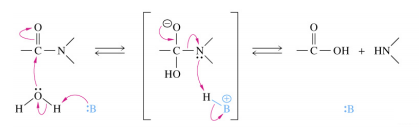 O
C N
H O H :B
⊖ O
C N
HO
H B ⊕
O
C OH + HN
:B